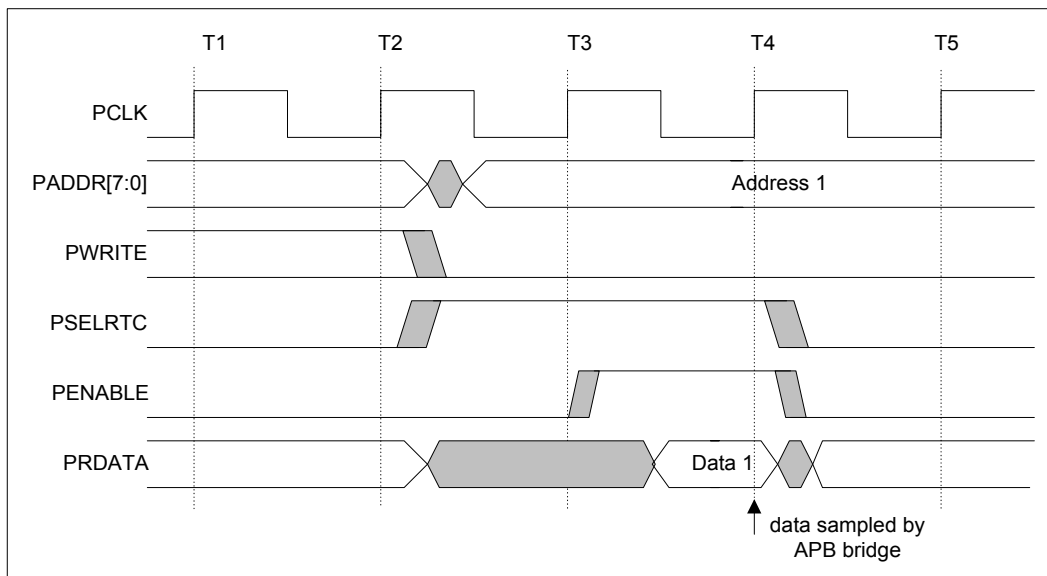 T1 T2 T3 T4 T5
PCLK
PADDR[7:0] Address 1
PWRITE
PSELRTC
PENABLE
PRDATA Data 1
data sampled by
APB bridge